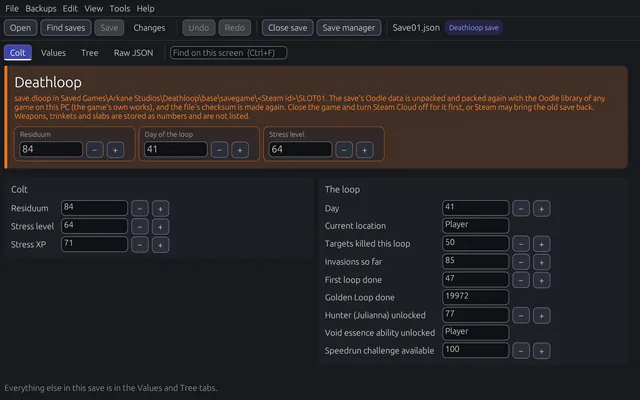 File Backups Edit View Tools Help
Open Find saves Save Changes Undo Redo Close save Save manager Save01.json Deathloop save
Colt Values Tree Raw JSON Find on this screen (Ctrl+F)
Deathloop
save.dloop in Saved Games\Arkane Studios\Deathloop\base\savegame\<Steam id>\SLOT01. The save's Oodle data is unpacked and packed again with the Oodle library of any
game on this PC (the game's own works), and the file's checksum is made again. Close the game and turn Steam Cloud off for it first, or Steam may bring the old save back.
Weapons, trinkets and slabs are stored as numbers and are not listed.
Residuum Day of the loop Stress level
84 − + 41 − + 64 − +
Colt
Residuum 84 − +
Stress level 64 − +
Stress XP 71 − +
The loop
Day 41 − +
Current location Player
Targets killed this loop 50 − +
Invasions so far 85 − +
First loop done 47 − +
Golden Loop done 19972
Hunter (Julianna) unlocked 77 − +
Void essence ability unlocked Player
Speedrun challenge available 100 − +
Everything else in this save is in the Values and Tree tabs.